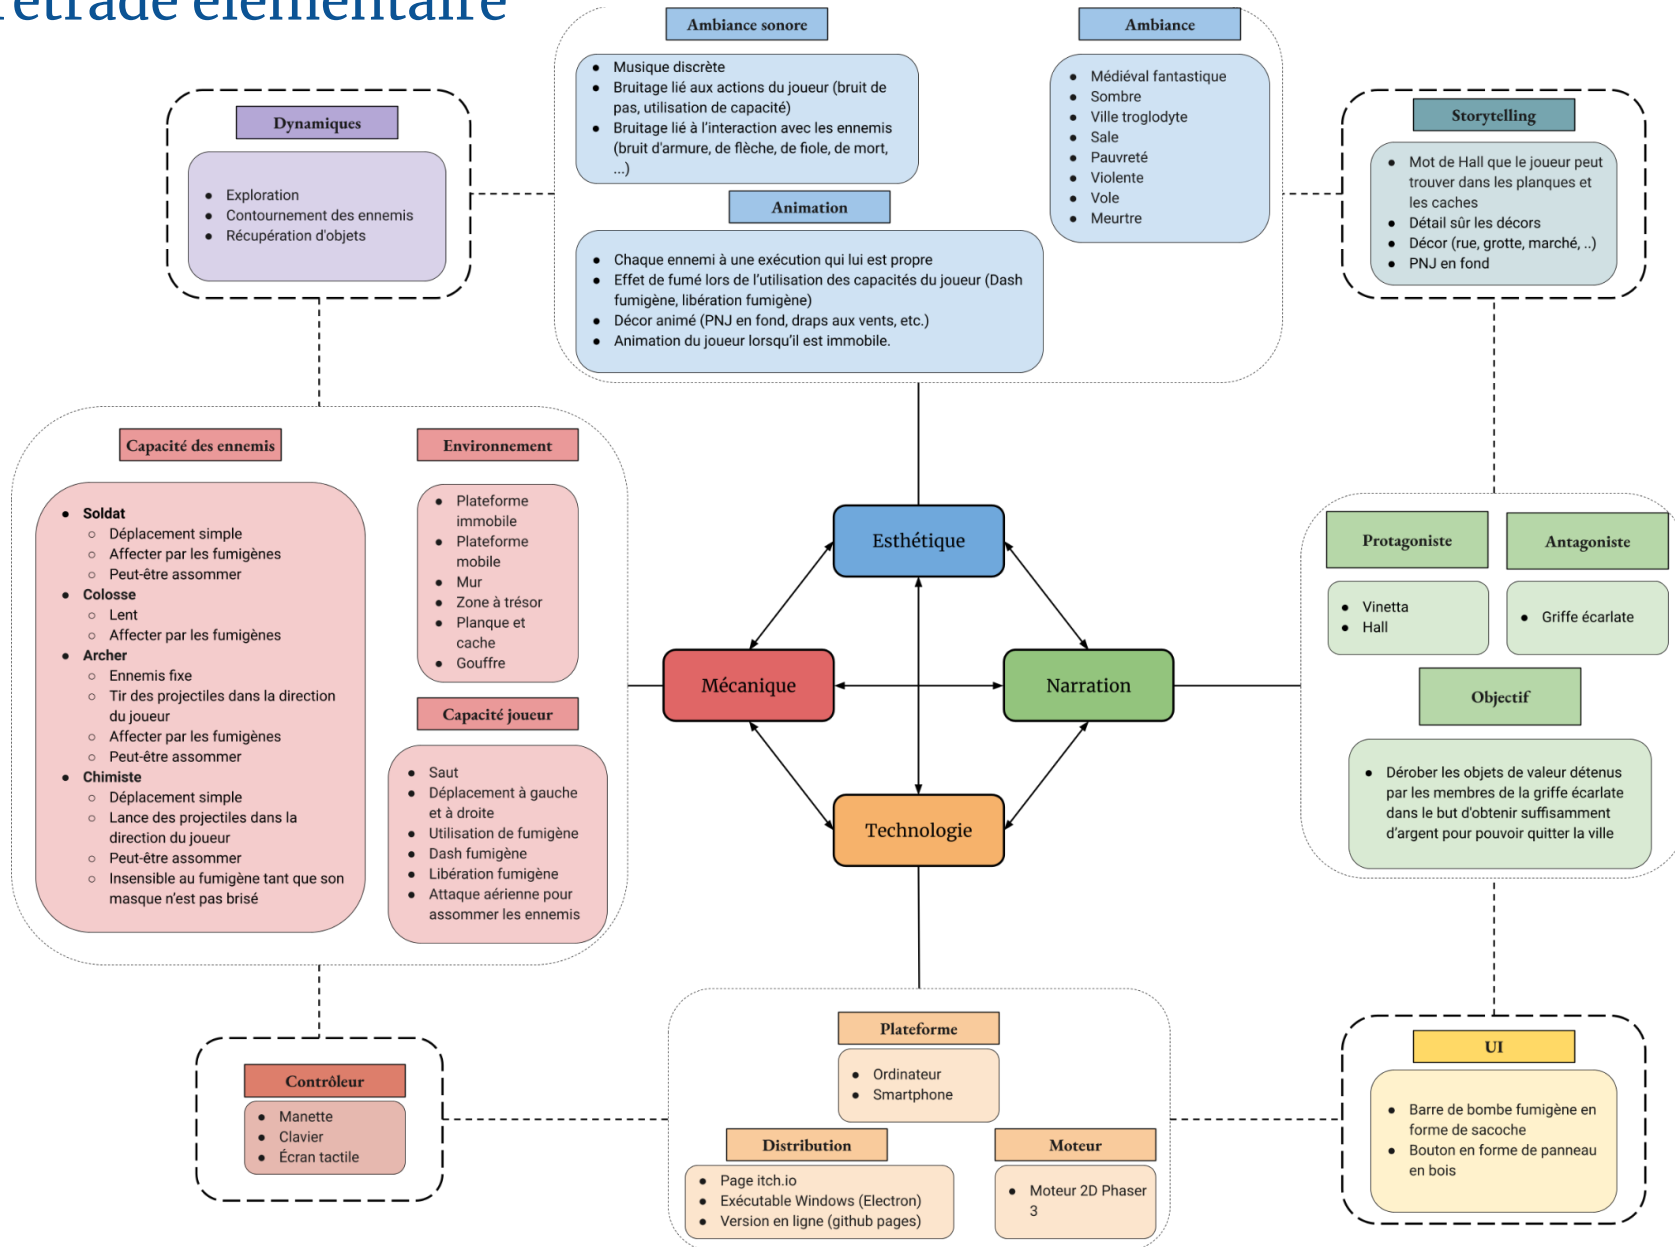 Tétrade élémentaire
Ambiance sonore
● Musique discrète
● Bruitage lié aux actions du joueur (bruit de
pas, utilisation de capacité)
● Bruitage lié à l'interaction avec les ennemis
(bruit d'armure, de flèche, de fiole, de mort,
...)
Animation
● Chaque ennemi à une exécution qui lui est propre
● Effet de fumé lors de l'utilisation des capacités du joueur (Dash
fumigène, libération fumigène)
● Décor animé (PNJ en fond, draps aux vents, etc.)
● Animation du joueur lorsqu'il est immobile.
Ambiance
● Médiéval fantastique
● Sombre
● Ville troglodyte
● Sale
● Pauvreté
● Violente
● Vole
● Meurtre
Dynamiques
● Exploration
● Contournement des ennemis
● Récupération d'objets
Storytelling
● Mot de Hall que le joueur peut
trouver dans les planques et
les caches
● Détail sûr les décors
● Décor (rue, grotte, marché, ..)
● PNJ en fond
Capacité des ennemis
● Soldat
○ Déplacement simple
○ Affecter par les fumigènes
○ Peut-être assommer
● Colosse
○ Lent
○ Affecter par les fumigènes
● Archer
○ Ennemis fixe
○ Tir des projectiles dans la direction
du joueur
○ Affecter par les fumigènes
○ Peut-être assommer
● Chimiste
○ Déplacement simple
○ Lance des projectiles dans la
direction du joueur
○ Peut-être assommer
○ Insensible au fumigène tant que son
masque n'est pas brisé
Environnement
● Plateforme
immobile
● Plateforme
mobile
● Mur
● Zone à trésor
● Planque et
cache
● Gouffre
Capacité joueur
● Saut
● Déplacement à gauche
et à droite
● Utilisation de fumigène
● Dash fumigène
● Libération fumigène
● Attaque aérienne pour
assommer les ennemis
Esthétique
Mécanique
Narration
Technologie
Protagoniste
● Vinetta
● Hall
Antagoniste
● Griffe écarlate
Objectif
● Dérober les objets de valeur détenus
par les membres de la griffe écarlate
dans le but d'obtenir suffisamment
d'argent pour pouvoir quitter la ville
Contrôleur
● Manette
● Clavier
● Écran tactile
Plateforme
● Ordinateur
● Smartphone
Distribution
● Page itch.io
● Exécutable Windows (Electron)
● Version en ligne (github pages)
Moteur
● Moteur 2D Phaser
3
UI
● Barre de bombe fumigène en
forme de sacoche
● Bouton en forme de panneau
en bois